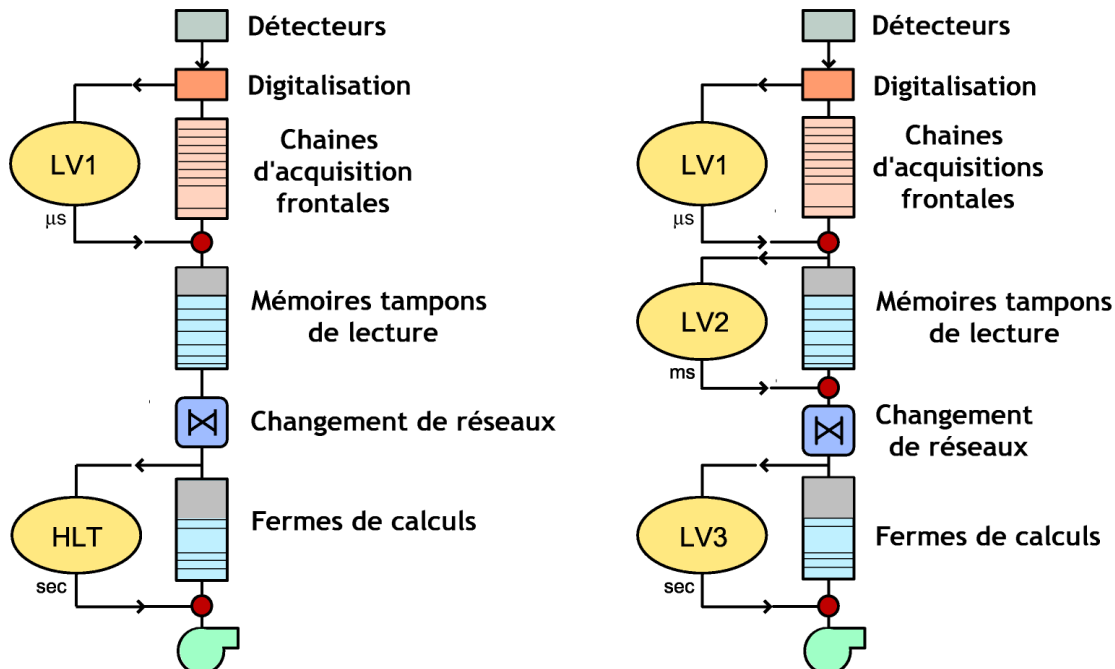 Détecteurs
Digitalisation
Chaines
d'acquisition
frontales
LV1
μs
Mémoires tampons
de lecture
Changement de réseaux
HLT
Fermes de calculs
sec
Détecteurs
Digitalisation
Chaines
d'acquisitions
frontales
LV1
μs
LV2
Mémoires tampons
de lecture
ms
Changement
de réseaux
LV3
Fermes de calculs
sec